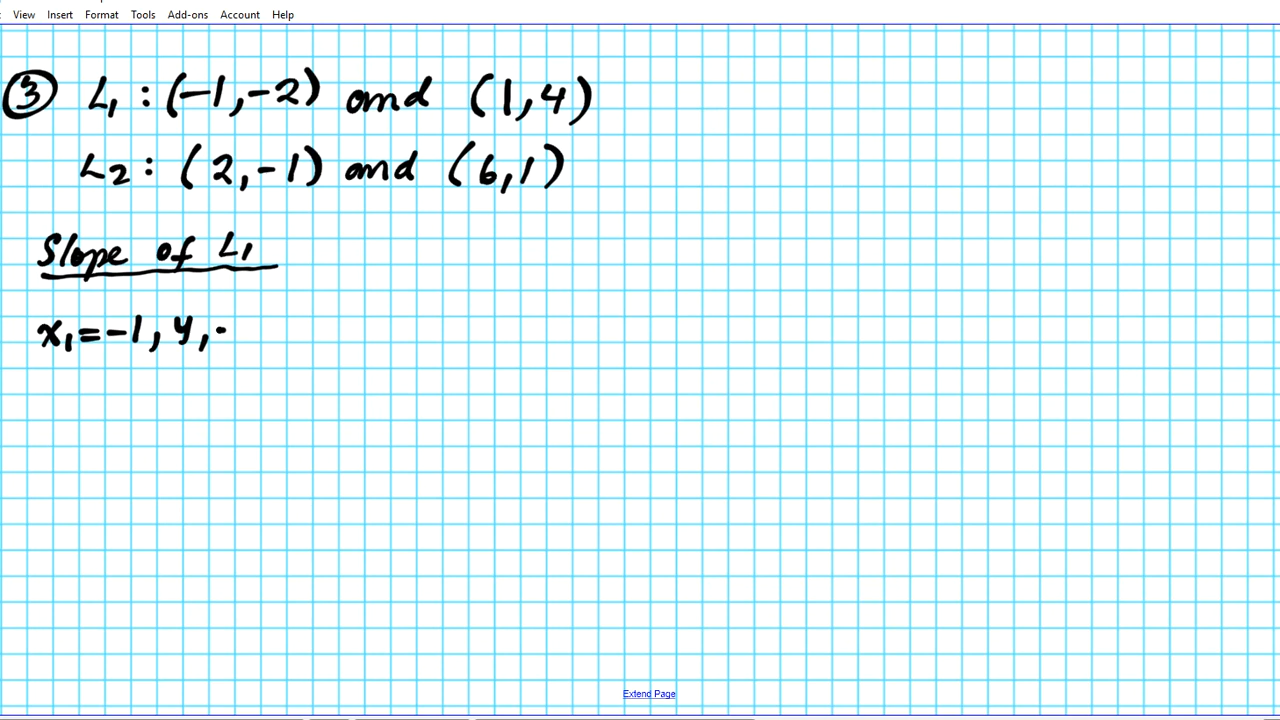 View Insert Format Tools Add-ons Account Help
③ L₁ : (-1,-2) and (1,4)
L₂ : (2,-1) and (6,1)
Slope of L₁
x₁=-1, y₁-
Extend Page